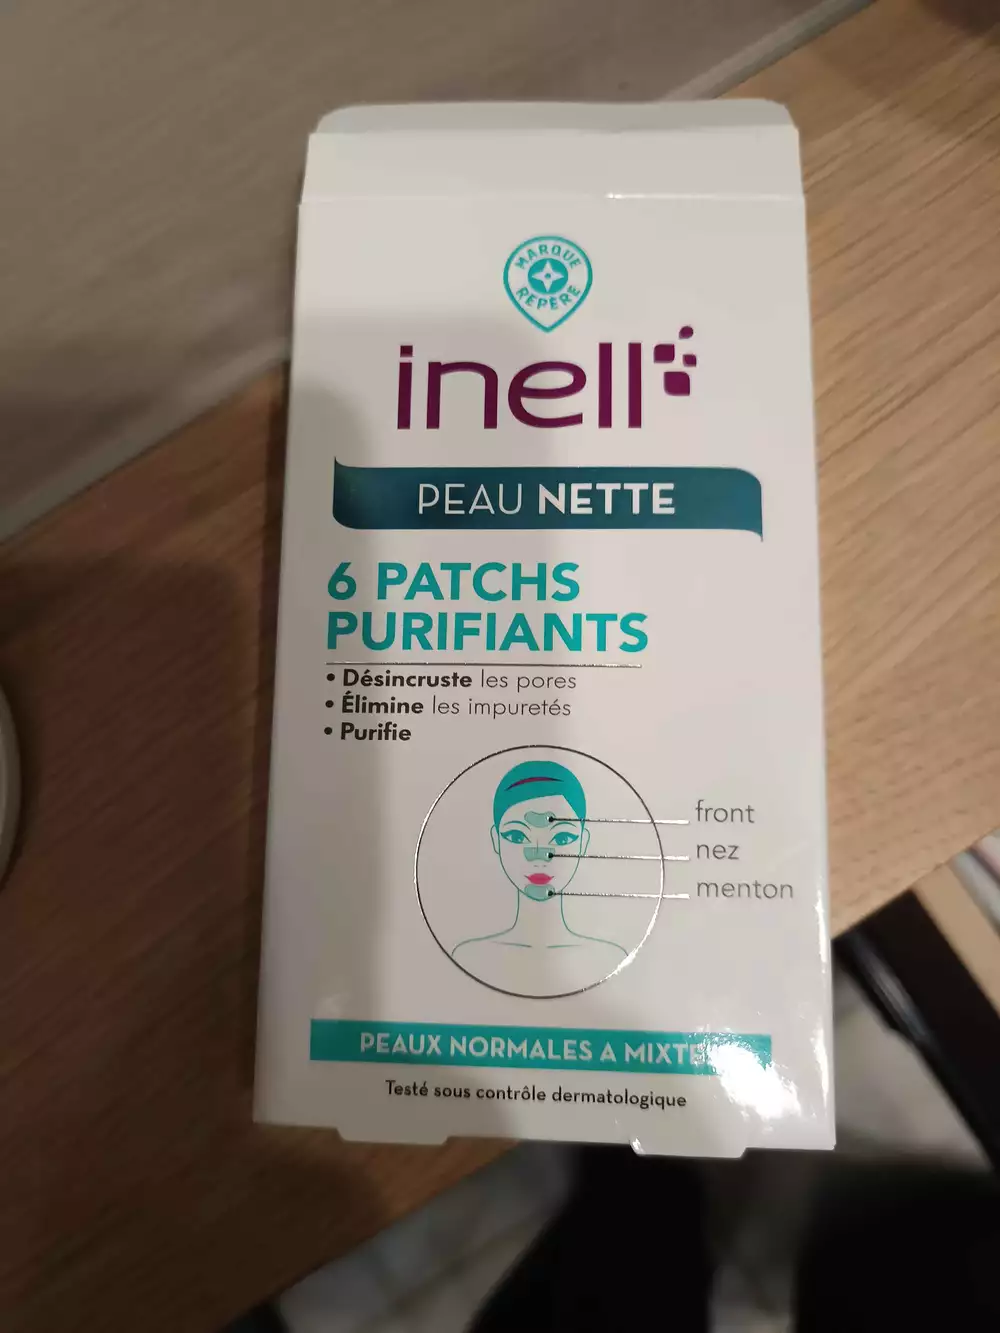 MARQUE
REPÈRE
inell
PEAU NETTE
6 PATCHS
PURIFIANTS
• Désincruste les pores
• Élimine les impuretés
• Purifie
front
nez
menton
PEAUX NORMALES A
Testé sous contrôle dermatologique